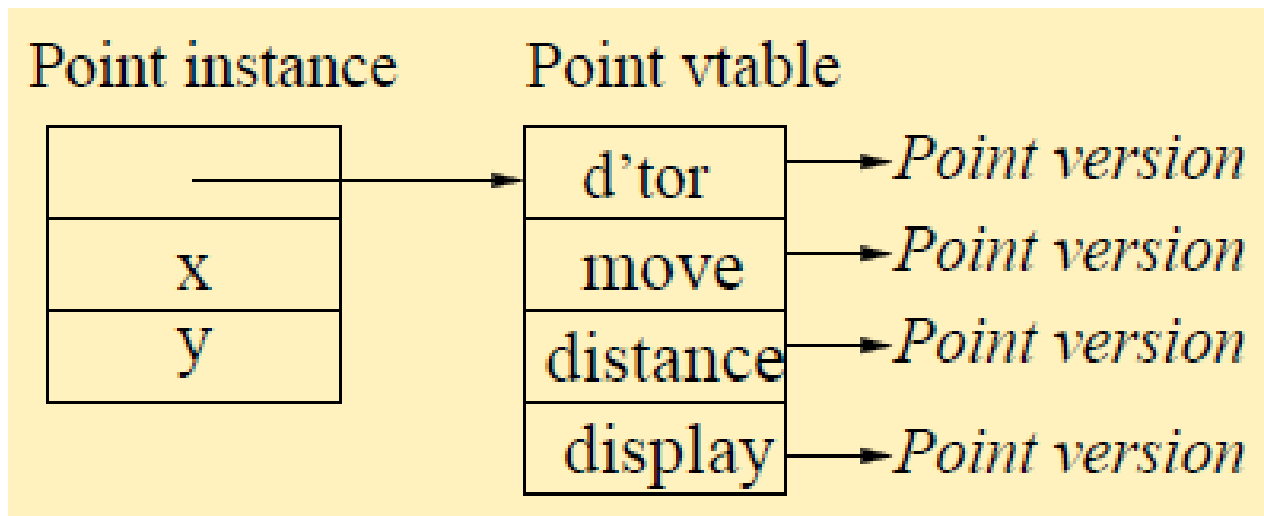 Point instance
Point vtable
d’tor
Point version
x
move
Point version
y
distance
Point version
display
Point version